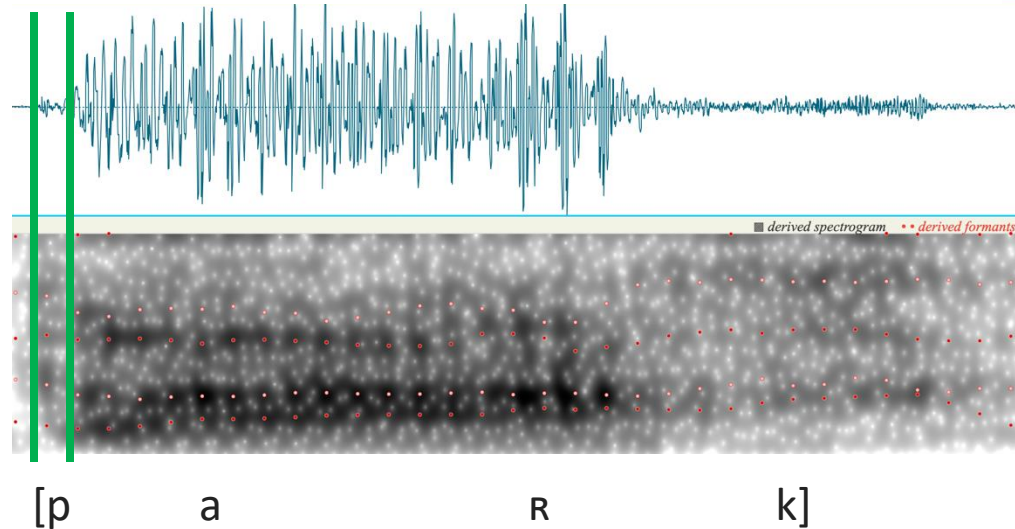 derived spectrogram derived formants
[p a ʀ k]